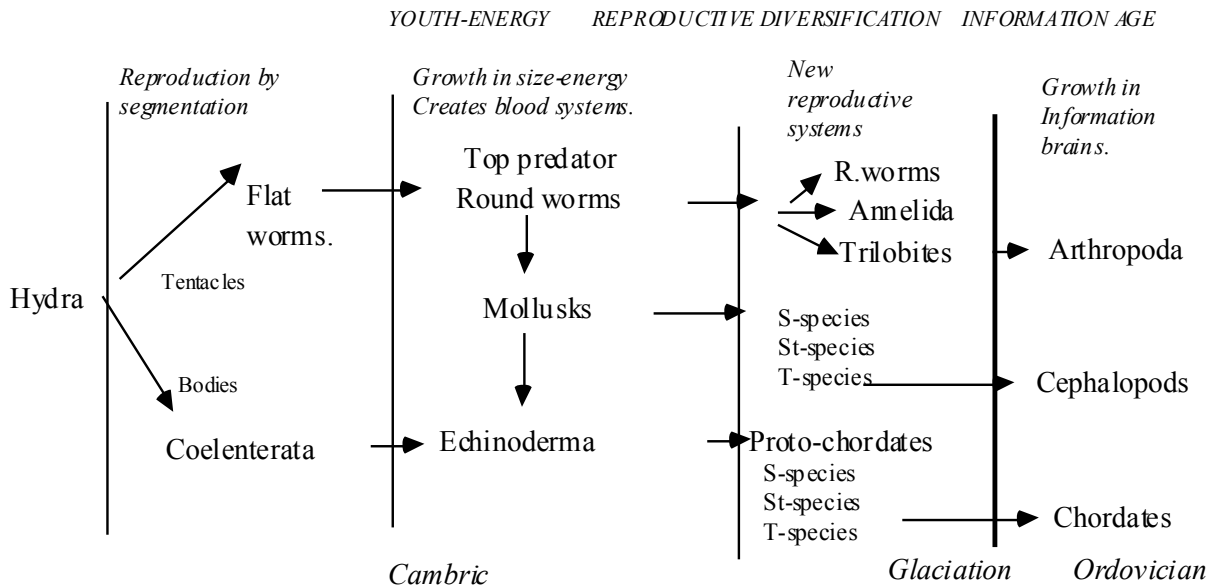 YOUTH-ENERGY REPRODUCTIVE DIVERSIFICATION INFORMATION AGE
Reproduction by
segmentation
Growth in size-energy
Creates blood systems.
New
reproductive
systems
Growth in
Information
brains.
Hydra
Tentacles
Bodies
Flat
worms.
Coelenterata
Top predator
Round worms
Mollusks
Echinoderma
R.worms
Annelida
Trilobites
S-species
St-species
T-species
Proto-chordates
S-species
St-species
T-species
Arthropoda
Cephalopods
Chordates
Cambric
Glaciation
Ordovician